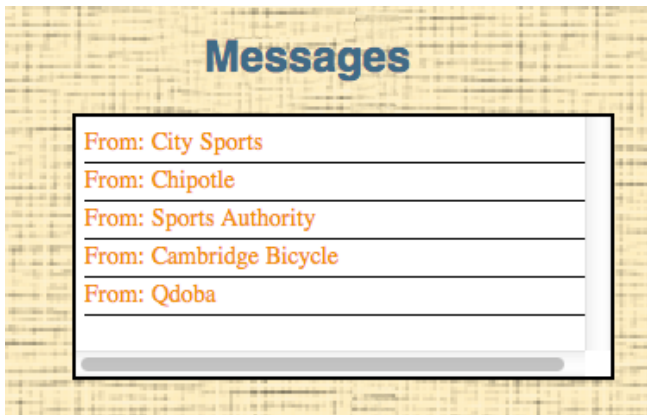 Messages
From: City Sports
From: Chipotle
From: Sports Authority
From: Cambridge Bicycle
From: Qdoba